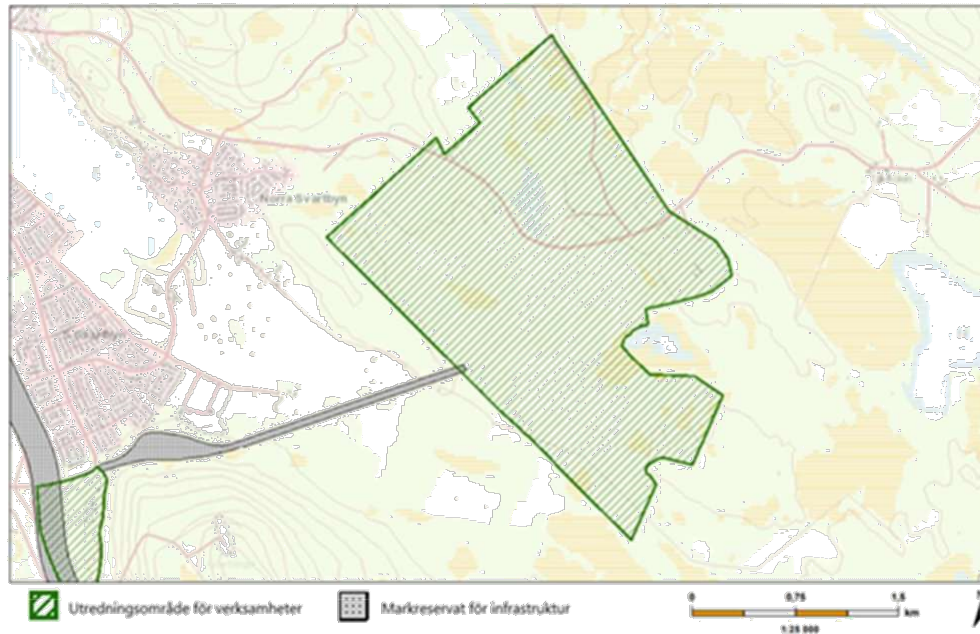 Norra Svartbyn
Utredningsområde för verksamheter
Markreservat för infrastruktur
0 0,75 1,5 km
1:25 000